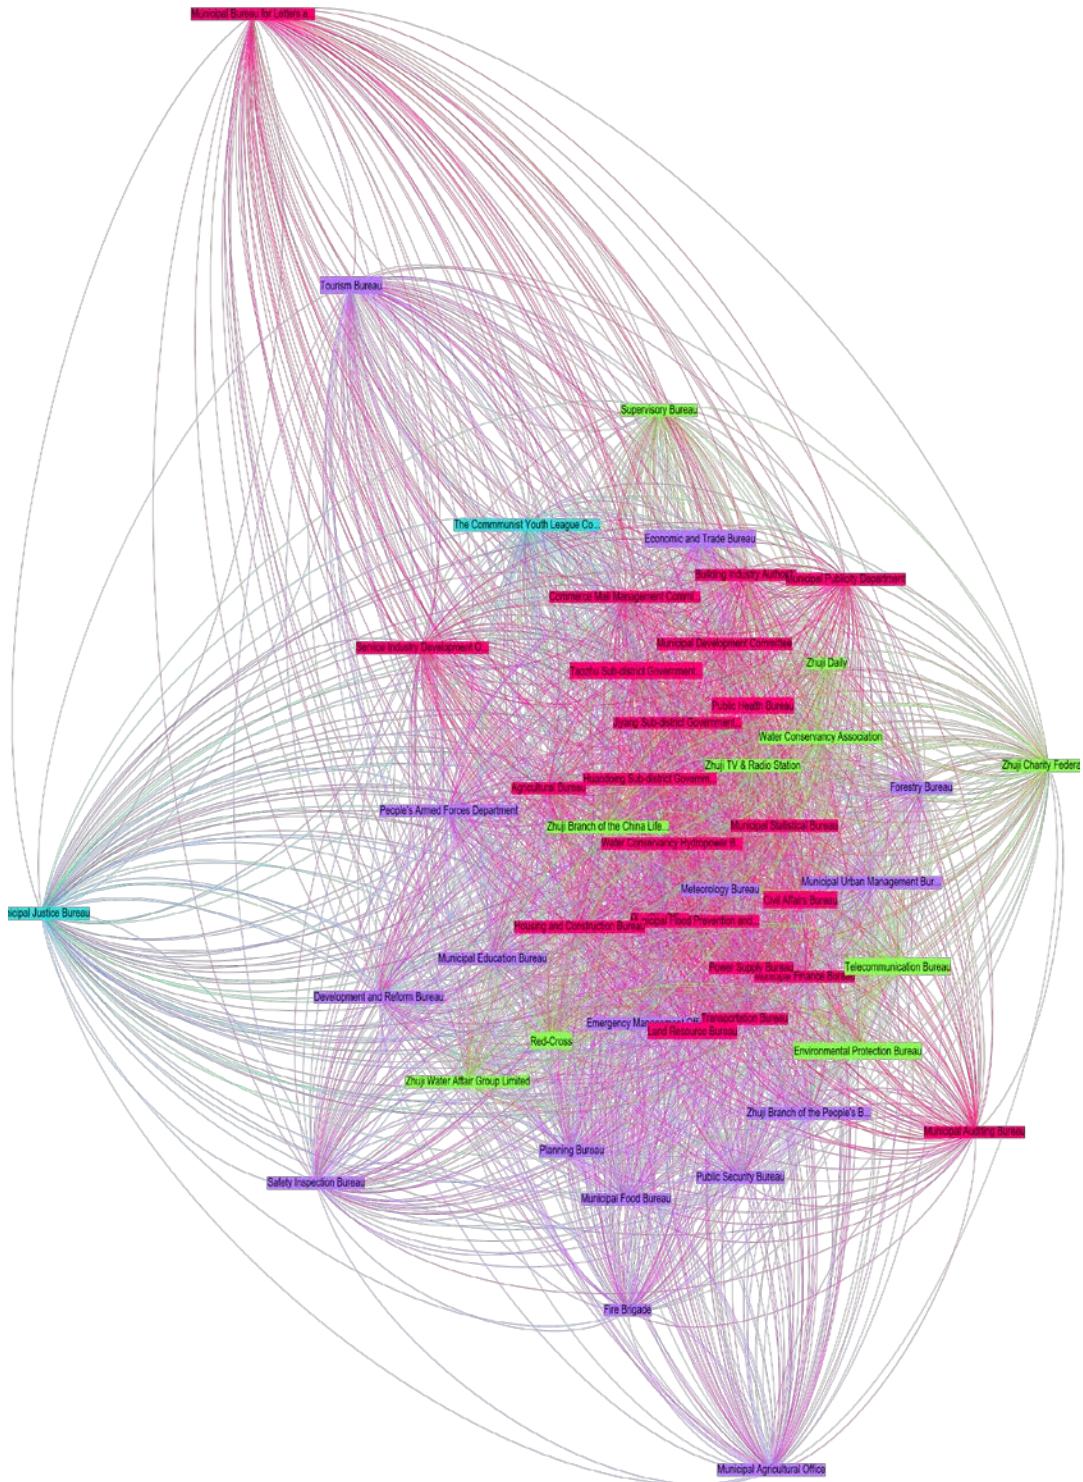 Municipal Bureau for Letters a...
Tourism Bureau
Supervisory Bureau
The Commmunist Youth League Co...
Economic and Trade Bureau
Building Industry Authori
Municipal Publicity Department
Commerce Mall Management Commi...
Municipal Development Committee
Service Industry Development O...
Zhuji Daily
Taozhu Sub-district Government...
Public Health Bureau
Jiyang Sub-district Government...
Water Conservancy Association
Zhuji TV & Radio Station
Zhuji Charity Federa
Huandong Sub-district Governm...
Agricultural Bureau
Forestry Bureau
People's Armed Forces Department
Zhuji Branch of the China Life...
Municipal Statistical Bureau
Water Conservancy Hydropower B...
Meteorology Bureau
Municipal Urban Management Bur...
Civil Affairs Bureau
nicipal Justice Bureau
Municipal Flood Prevention and...
Housing and Construction Bureau
Municipal Education Bureau
Telecommunication Bureau
Power Supply Bureau
Municipal Finance Bureau
Development and Reform Bureau
Emergency Management Off
Transportation Bureau
Land Resource Bureau
Red-Cross
Environmental Protection Bureau
Zhuji Water Affair Group Limited
Zhuji Branch of the People's B...
Municipal Auditing Bureau
Planning Bureau
Public Security Bureau
Safety Inspection Bureau
Municipal Food Bureau
Fire Brigade
Municipal Agricultural Office